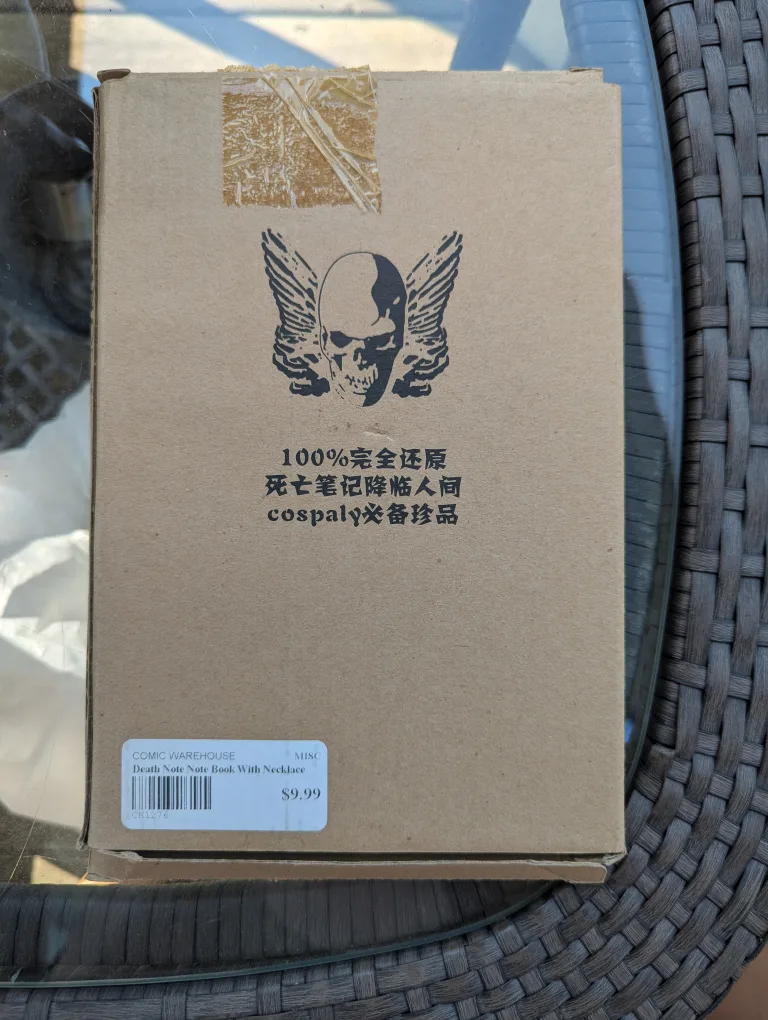 100%完全还原
死亡笔记降临人间
cospaly必备珍品
COMIC WAREHOUSE MISC
Death Note Note Book With Necklace
$9.99